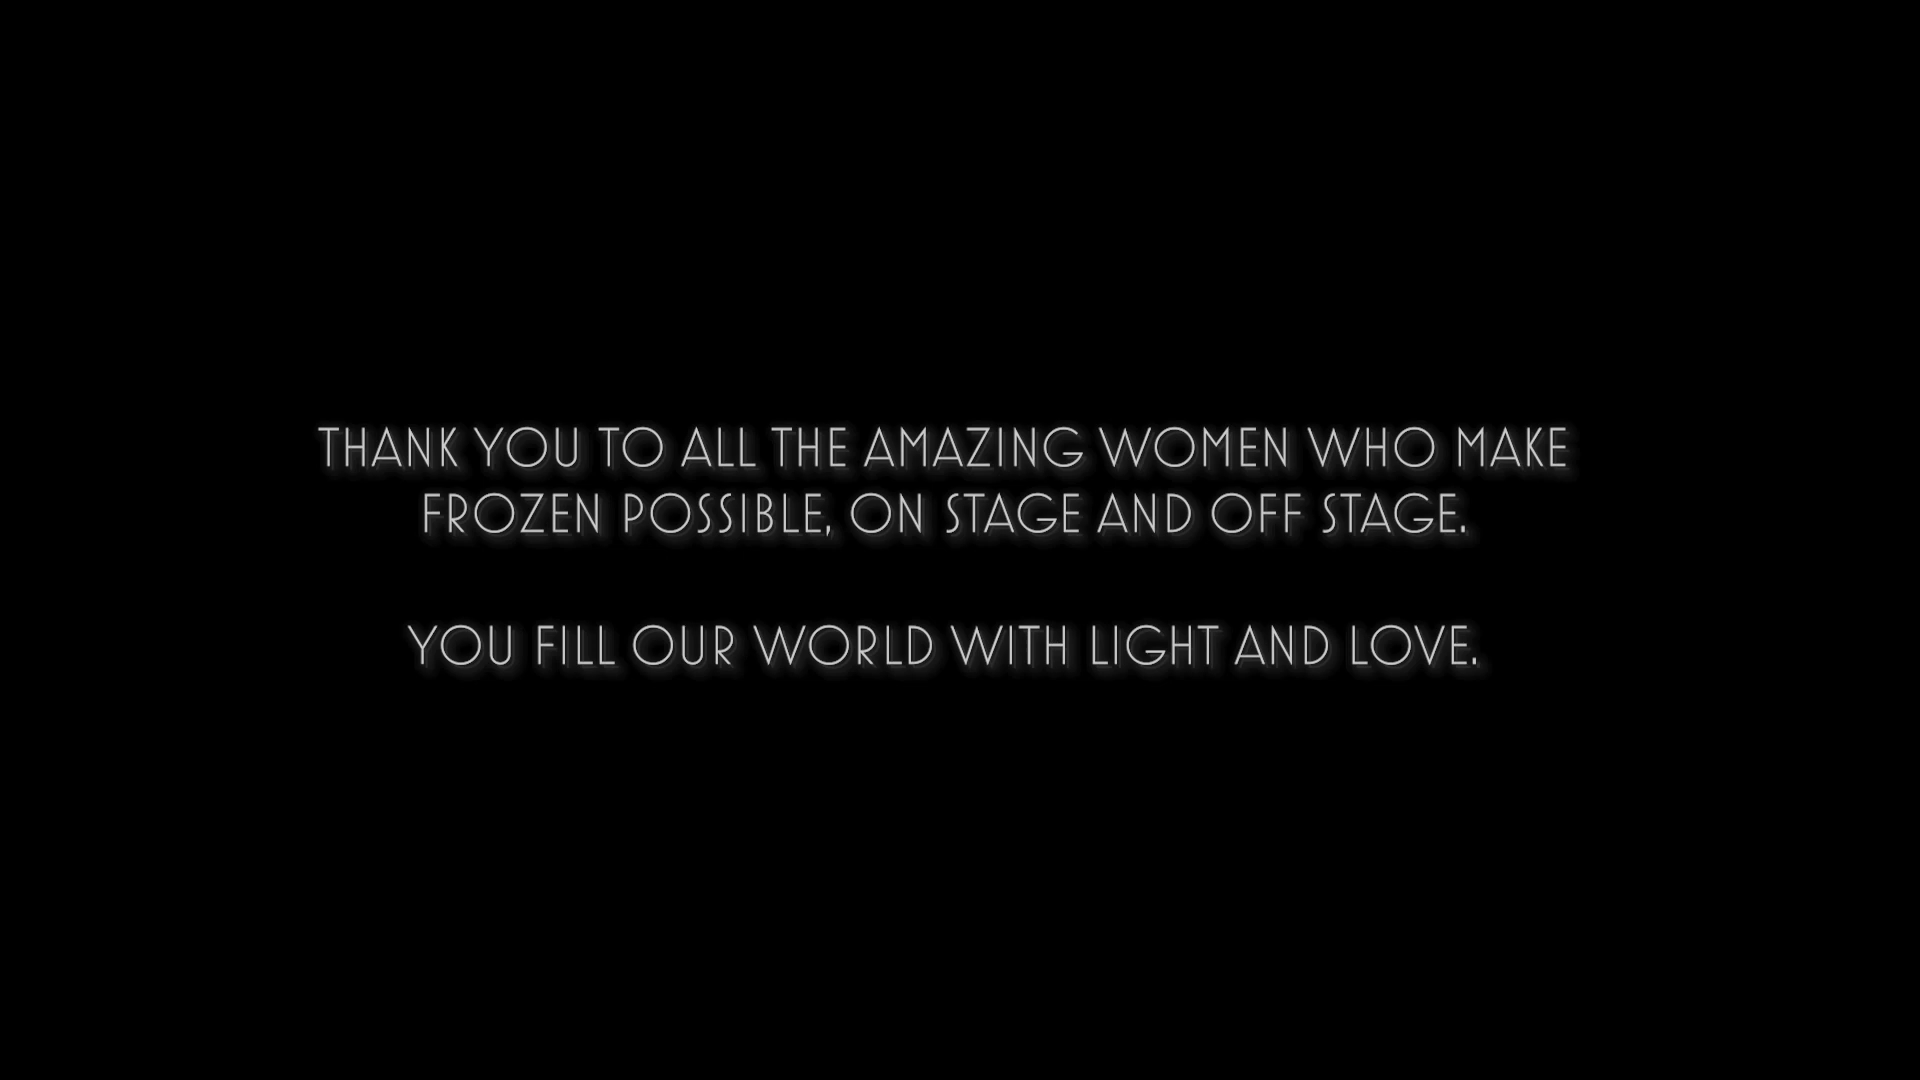 THANK YOU TO ALL THE AMAZING WOMEN WHO MAKE
FROZEN POSSIBLE, ON STAGE AND OFF STAGE.
YOU FILL OUR WORLD WITH LIGHT AND LOVE.